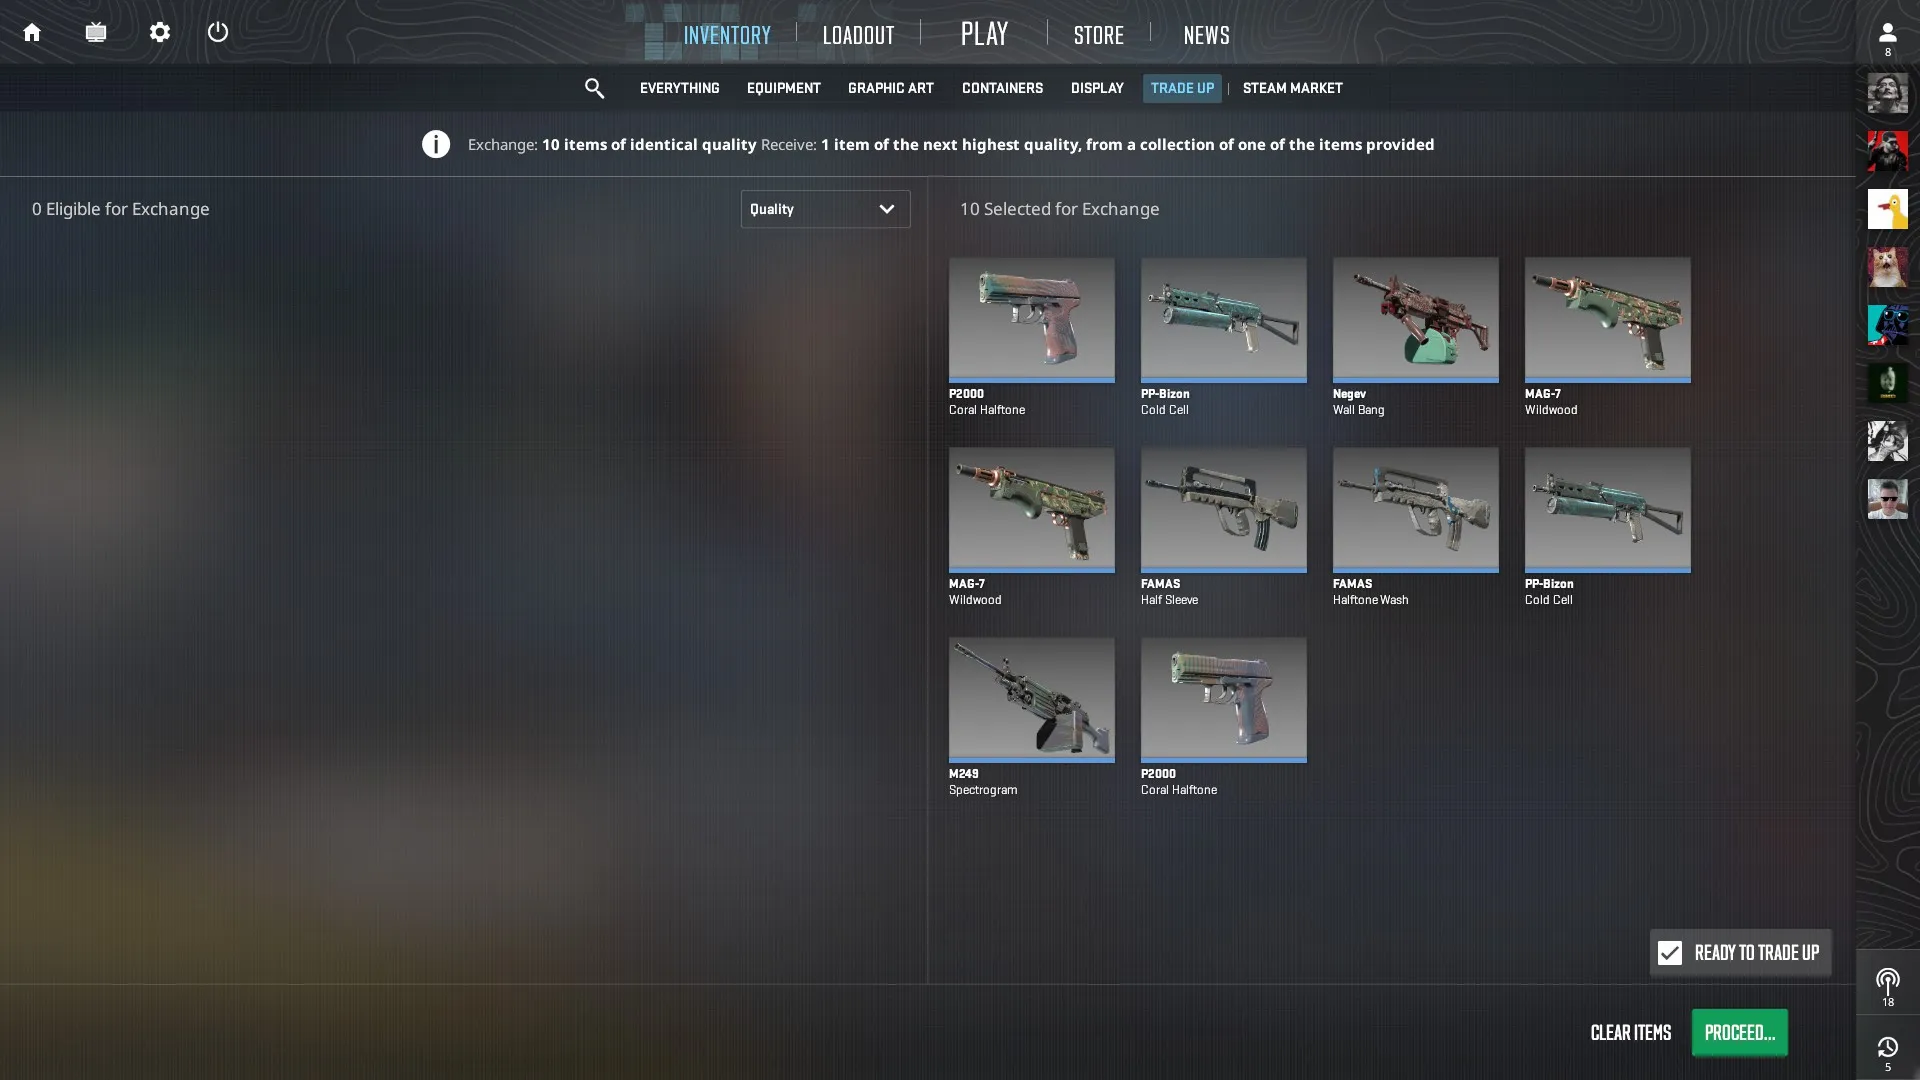 INVENTORY
LOADOUT
PLAY
STORE
NEWS
8
EVERYTHING
EQUIPMENT
GRAPHIC ART
CONTAINERS
DISPLAY
TRADE UP
STEAM MARKET
Exchange: 10 items of identical quality Receive: 1 item of the next highest quality, from a collection of one of the items provided
0 Eligible for Exchange
Quality
10 Selected for Exchange
P2000
Coral Halftone
PP-Bizon
Cold Cell
Negev
Wall Bang
MAG-7
Wildwood
MAG-7
Wildwood
FAMAS
Half Sleeve
FAMAS
Halftone Wash
PP-Bizon
Cold Cell
M249
Spectrogram
P2000
Coral Halftone
READY TO TRADE UP
18
CLEAR ITEMS
PROCEED...
5